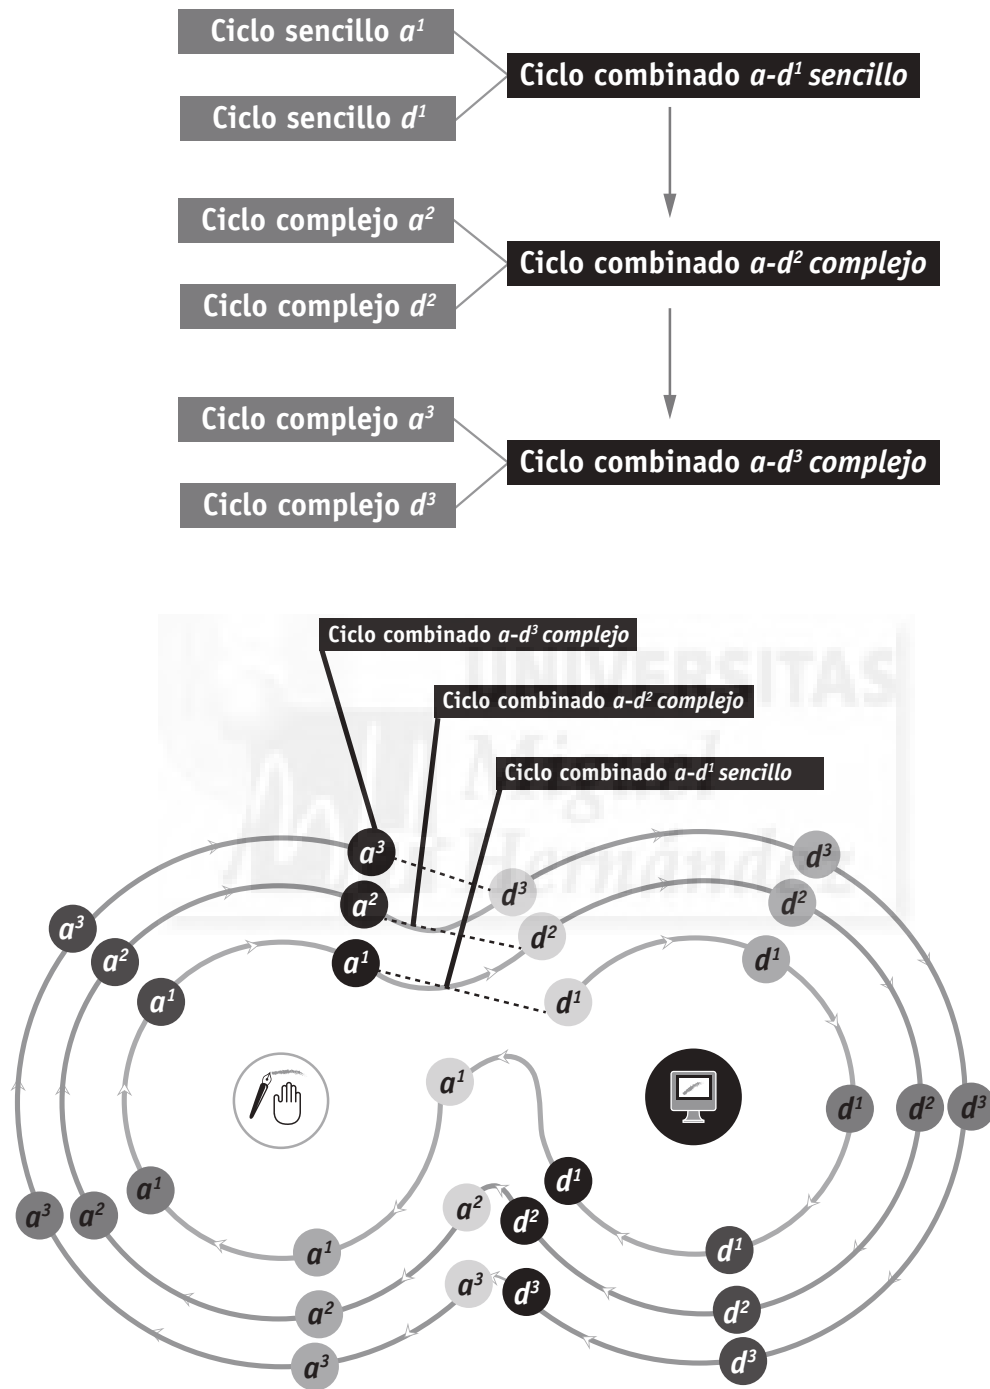 Ciclo sencillo a¹
Ciclo combinado a-d¹ sencillo
Ciclo sencillo d¹
Ciclo complejo a²
Ciclo combinado a-d² complejo
Ciclo complejo d²
Ciclo complejo a³
Ciclo combinado a-d³ complejo
Ciclo complejo d³
UNIVERSITAS
Miguel
Hernández
Ciclo combinado a-d³ complejo
Ciclo combinado a-d² complejo
Ciclo combinado a-d¹ sencillo
a³
d³
d³
a²
d²
a³
d²
a²
a¹
d¹
a¹
d¹
a¹
d¹
d²
d³
a¹
d¹
a³
a²
a²
d²
a¹
d¹
a³
d³
a²
d²
a³
d³